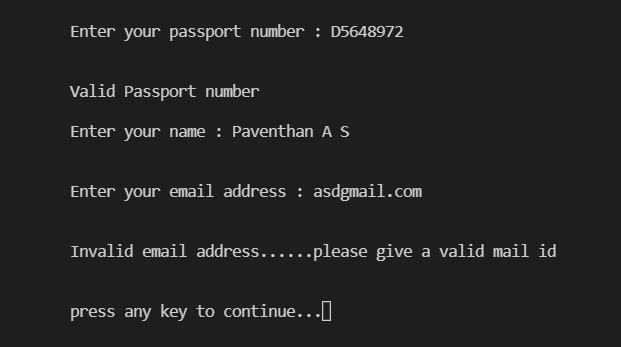 Enter your passport number : D5648972
Valid Passport number
Enter your name : Paventhan A S
Enter your email address : asdgmail.com
Invalid email address......please give a valid mail id
press any key to continue...